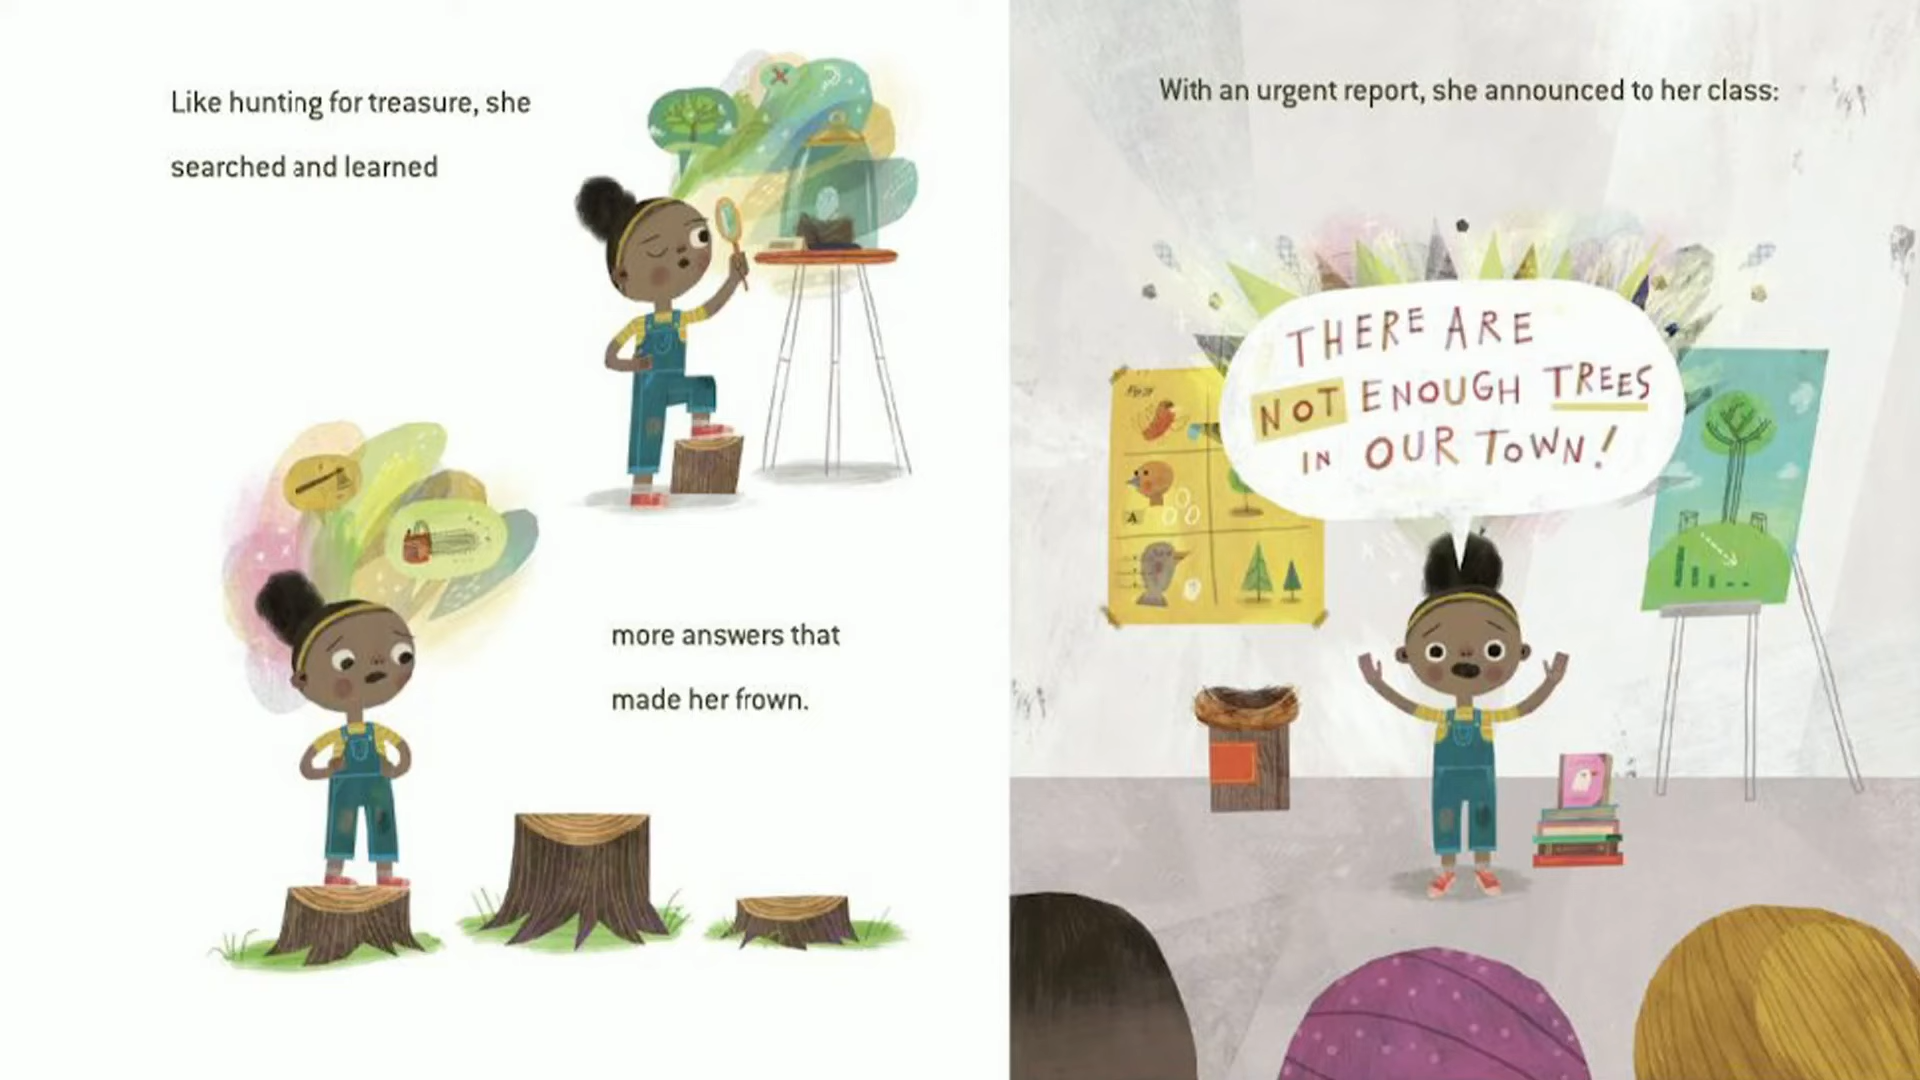 Like hunting for treasure, she
searched and learned
more answers that
made her frown.
With an urgent report, she announced to her class:
THERE ARE
NOT ENOUGH TREES
IN OUR TOWN!
A